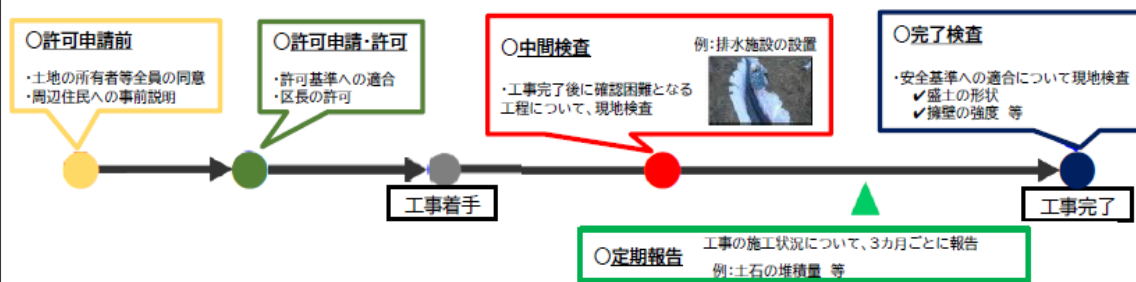 ○許可申請前
・土地の所有者等全員の同意
・周辺住民への事前説明
○許可申請・許可
・許可基準への適合
・区長の許可
○中間検査
例:排水施設の設置
・工事完了後に確認困難となる
工程について、現地検査
○完了検査
・安全基準への適合について現地検査
✔盛土の形状
✔擁壁の強度 等
工事着手
工事完了
○定期報告
工事の施工状況について、3カ月ごとに報告
例:土石の堆積量 等